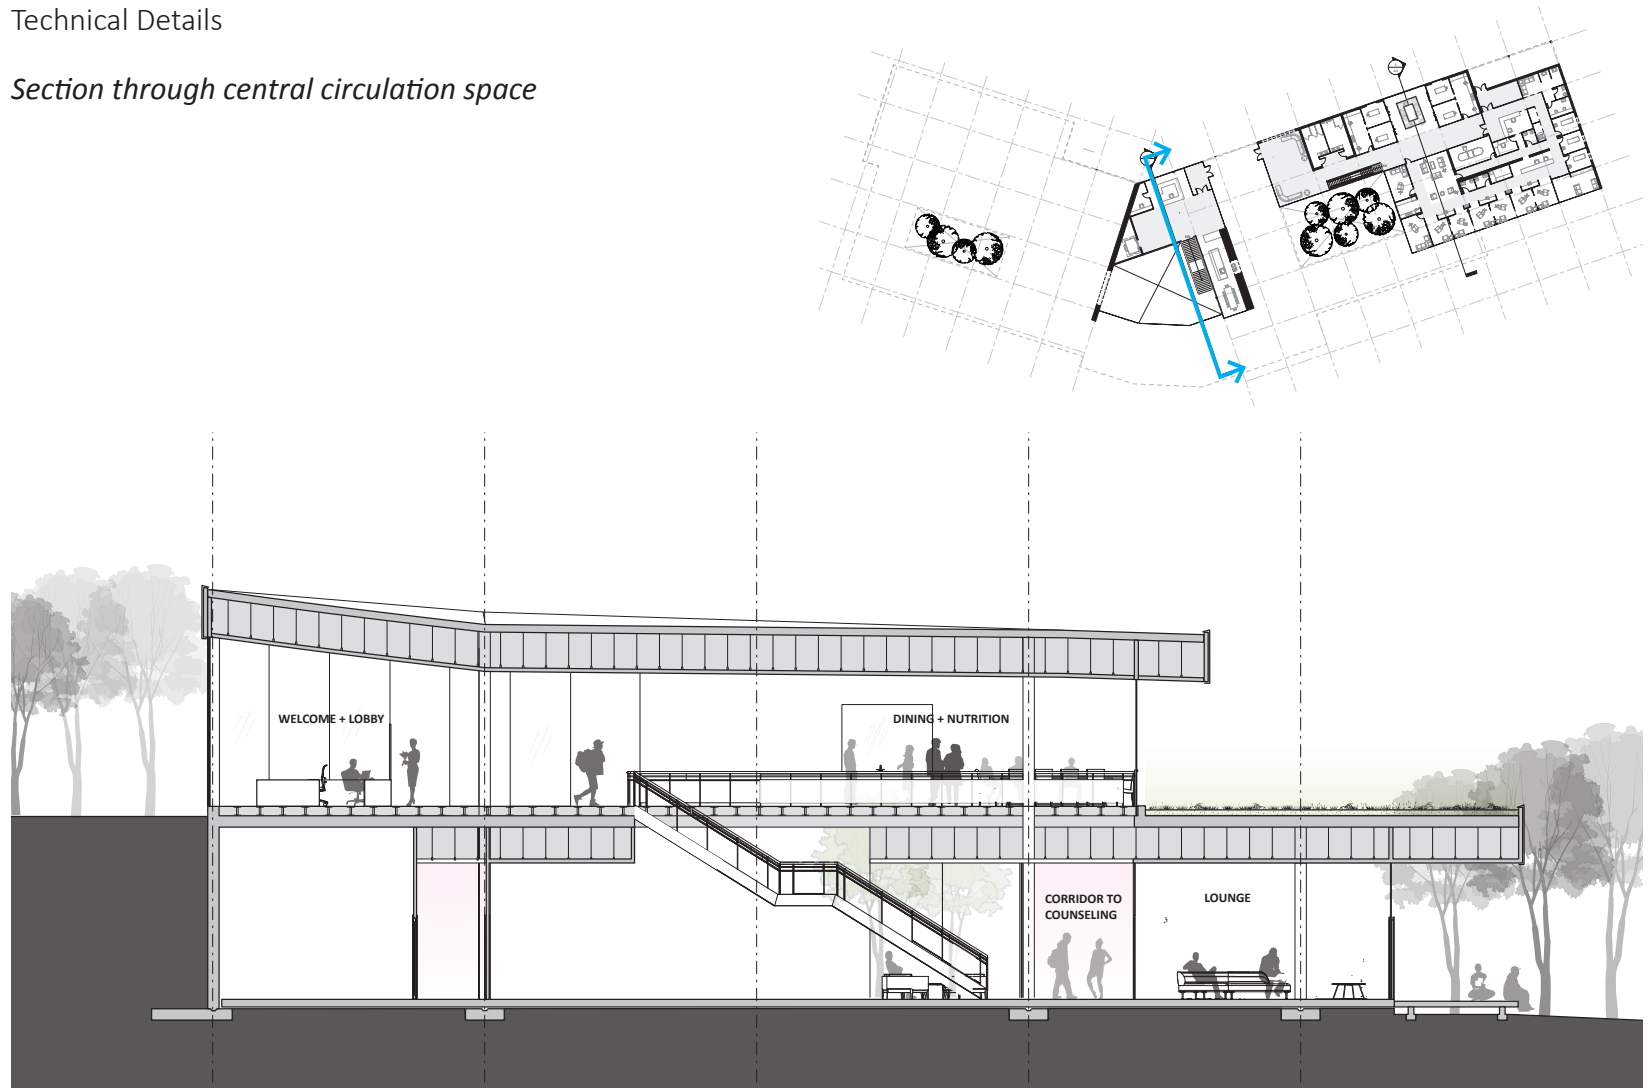 Technical Details
Section through central circulation space
WELCOME + LOBBY
DINING + NUTRITION
CORRIDOR TO
COUNSELING
LOUNGE